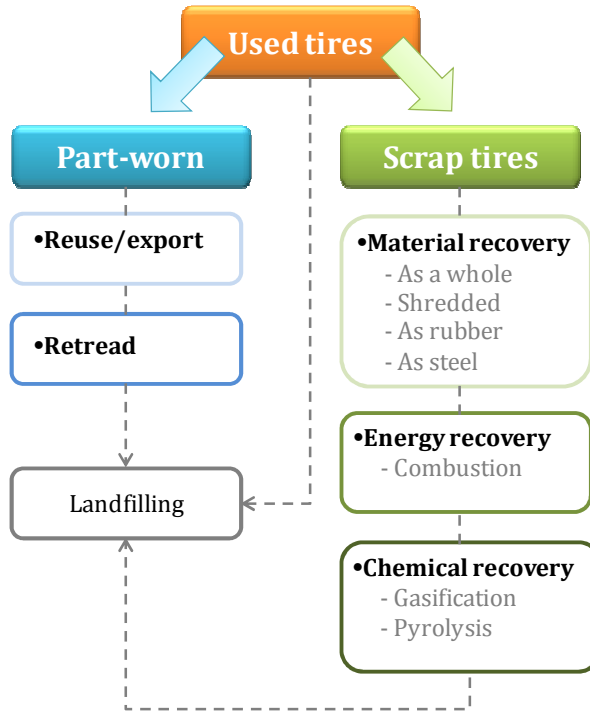 Used tires
Part-worn
Scrap tires
•Reuse/export
•Retread
Landfilling
•Material recovery
- As a whole
- Shredded
- As rubber
- As steel
•Energy recovery
- Combustion
•Chemical recovery
- Gasification
- Pyrolysis